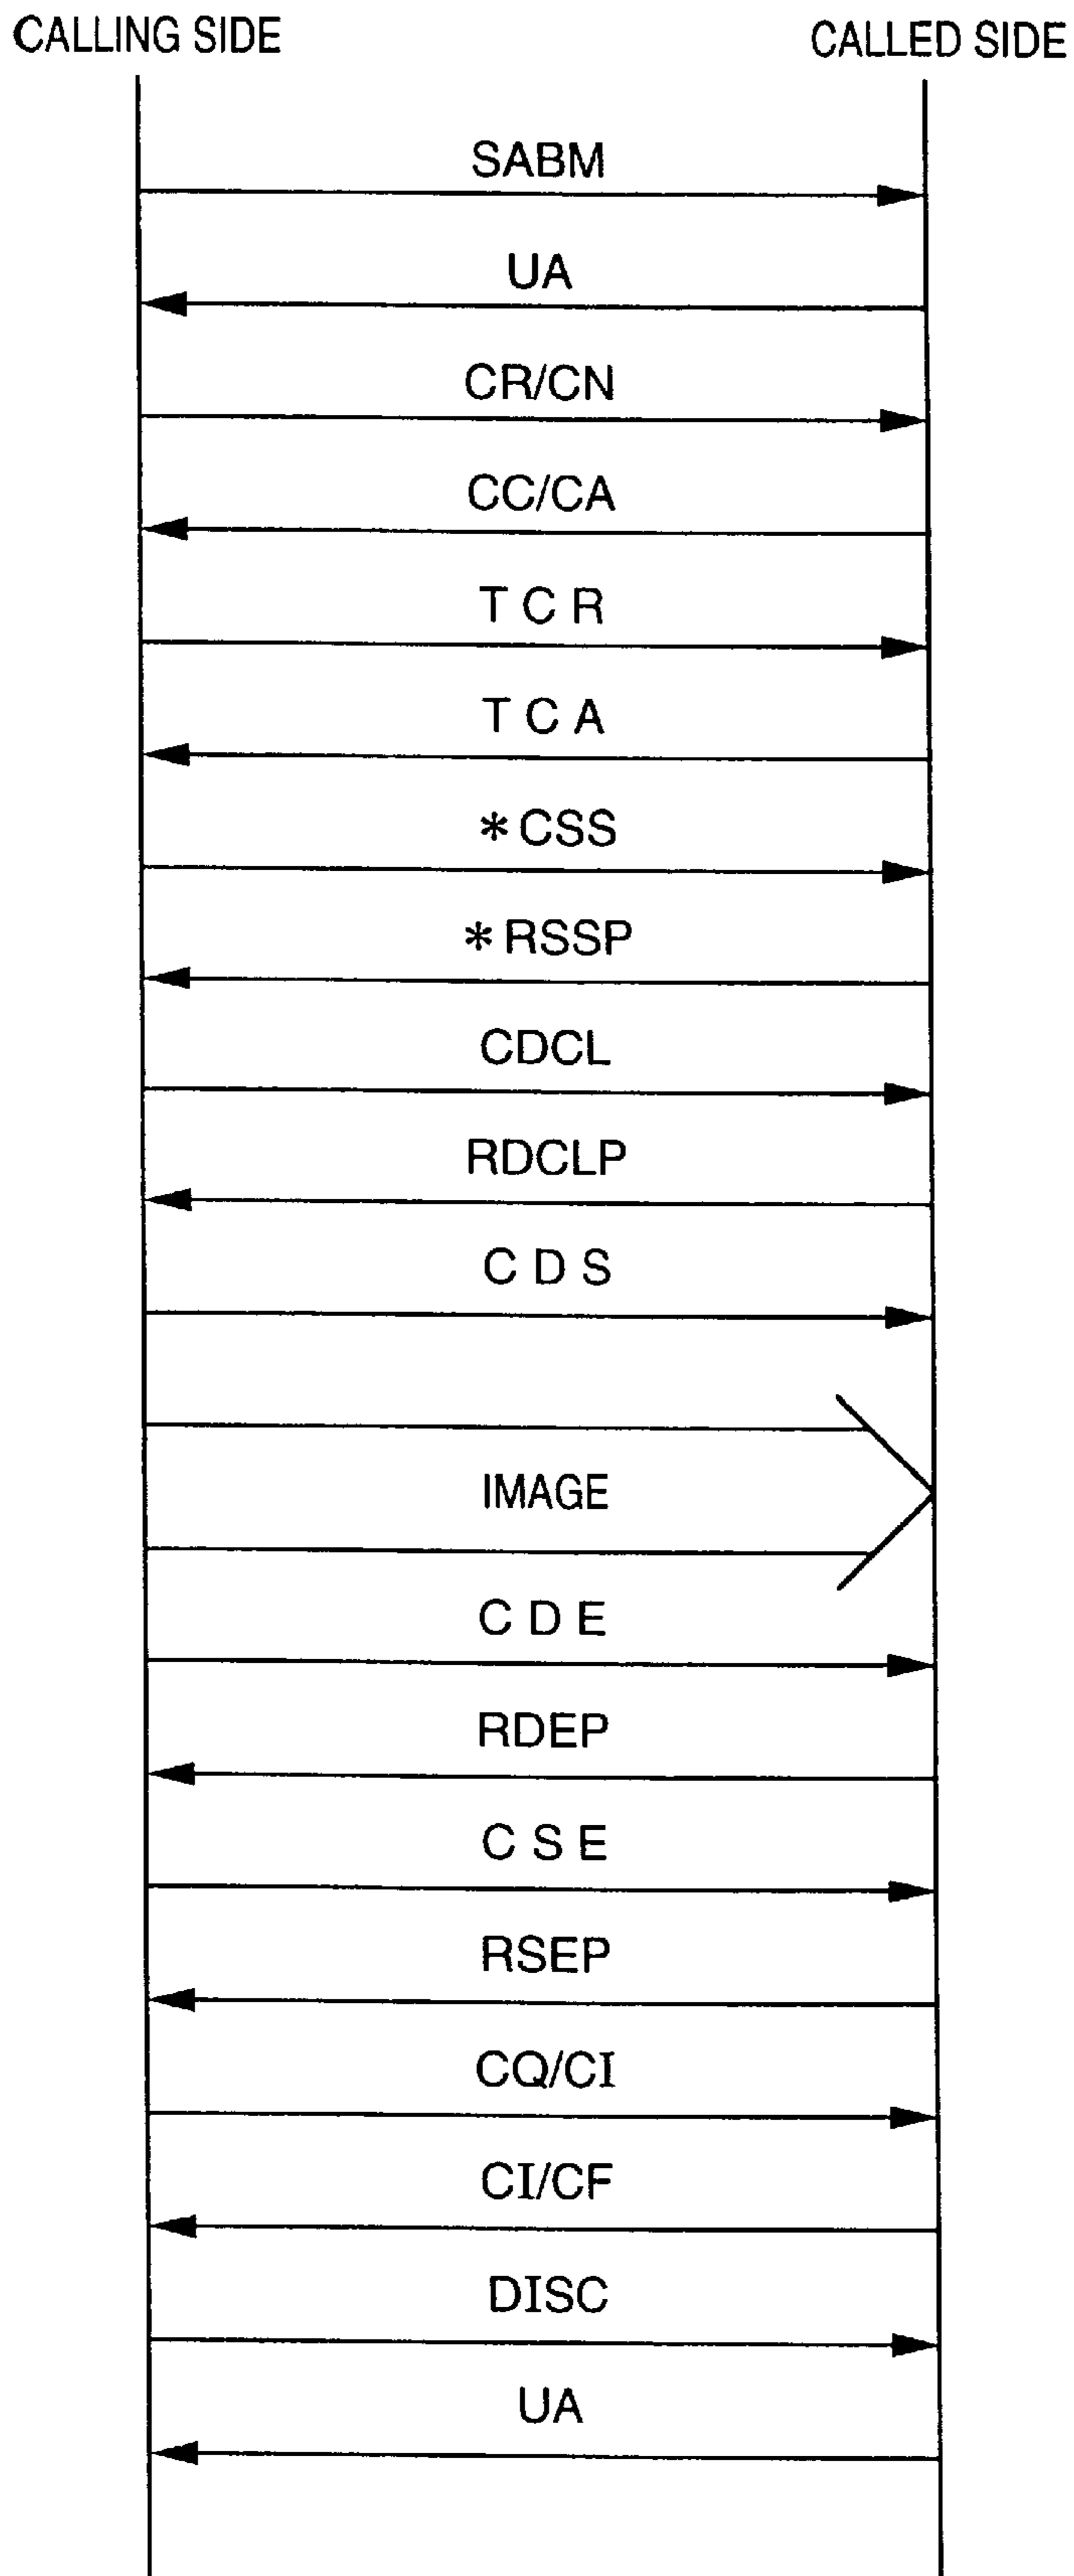 CALLING SIDE CALLED SIDE
SABM
UA
CR/CN
CC/CA
T C R
T C A
*CSS
*RSSP
CDCL
RDCLP
C D S
IMAGE
C D E
RDEP
C S E
RSEP
CQ/CI
CI/CF
DISC
UA